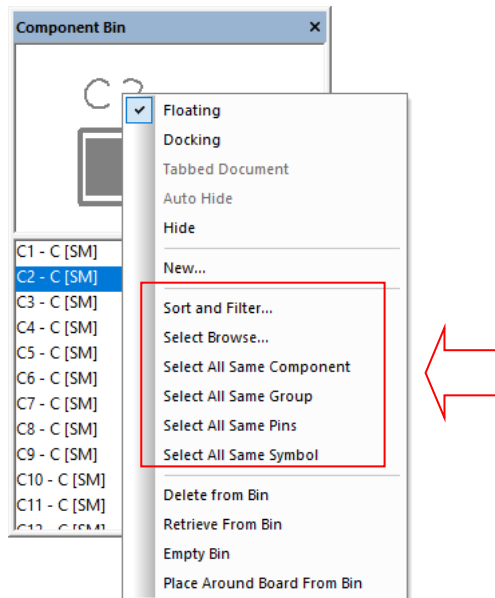 Component Bin
C2
Floating
Docking
Tabbed Document
Auto Hide
Hide
New...
Sort and Filter...
Select Browse...
Select All Same Component
Select All Same Group
Select All Same Pins
Select All Same Symbol
Delete from Bin
Retrieve From Bin
Empty Bin
Place Around Board From Bin
C1 - C [SM]
C2 - C [SM]
C3 - C [SM]
C4 - C [SM]
C5 - C [SM]
C6 - C [SM]
C7 - C [SM]
C8 - C [SM]
C9 - C [SM]
C10 - C [SM]
C11 - C [SM]
C12 - C [SM]